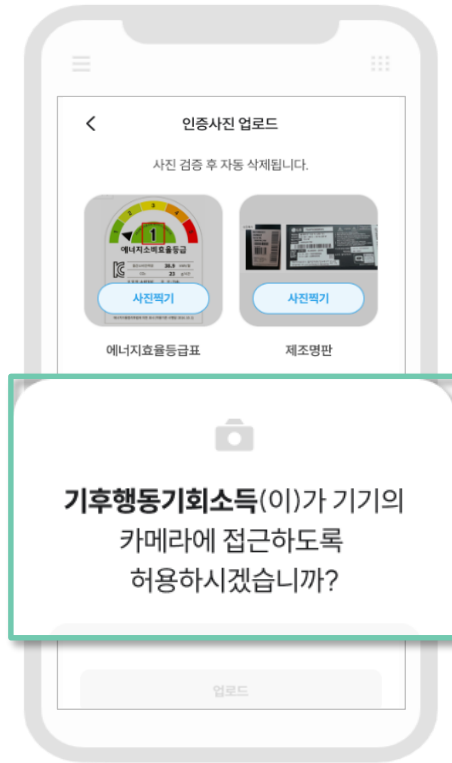 인증사진 업로드
사진 검증 후 자동 삭제됩니다.
2
3
4
1
1
에너지소비효율등급
사진찍기
사진찍기
에너지효율등급표
제조명판
기후행동기회소득(이)가 기기의
카메라에 접근하도록
허용하시겠습니까?
업로드